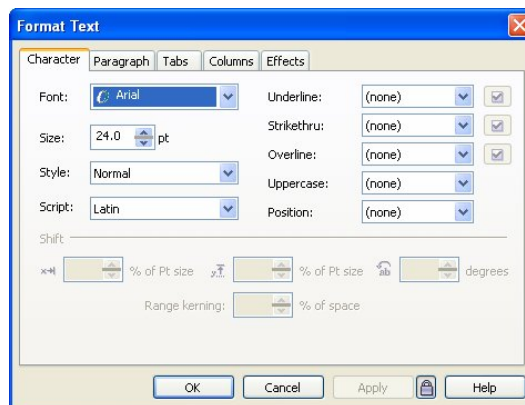 Format Text
Character Paragraph Tabs Columns Effects
Font: Arial Underline: (none)
Size: 24.0 pt Strikethru: (none)
Overline: (none)
Style: Normal Uppercase: (none)
Script: Latin Position: (none)
Shift
% of Pt size % of Pt size ab degrees
Range kerning: % of space
OK Cancel Apply Help